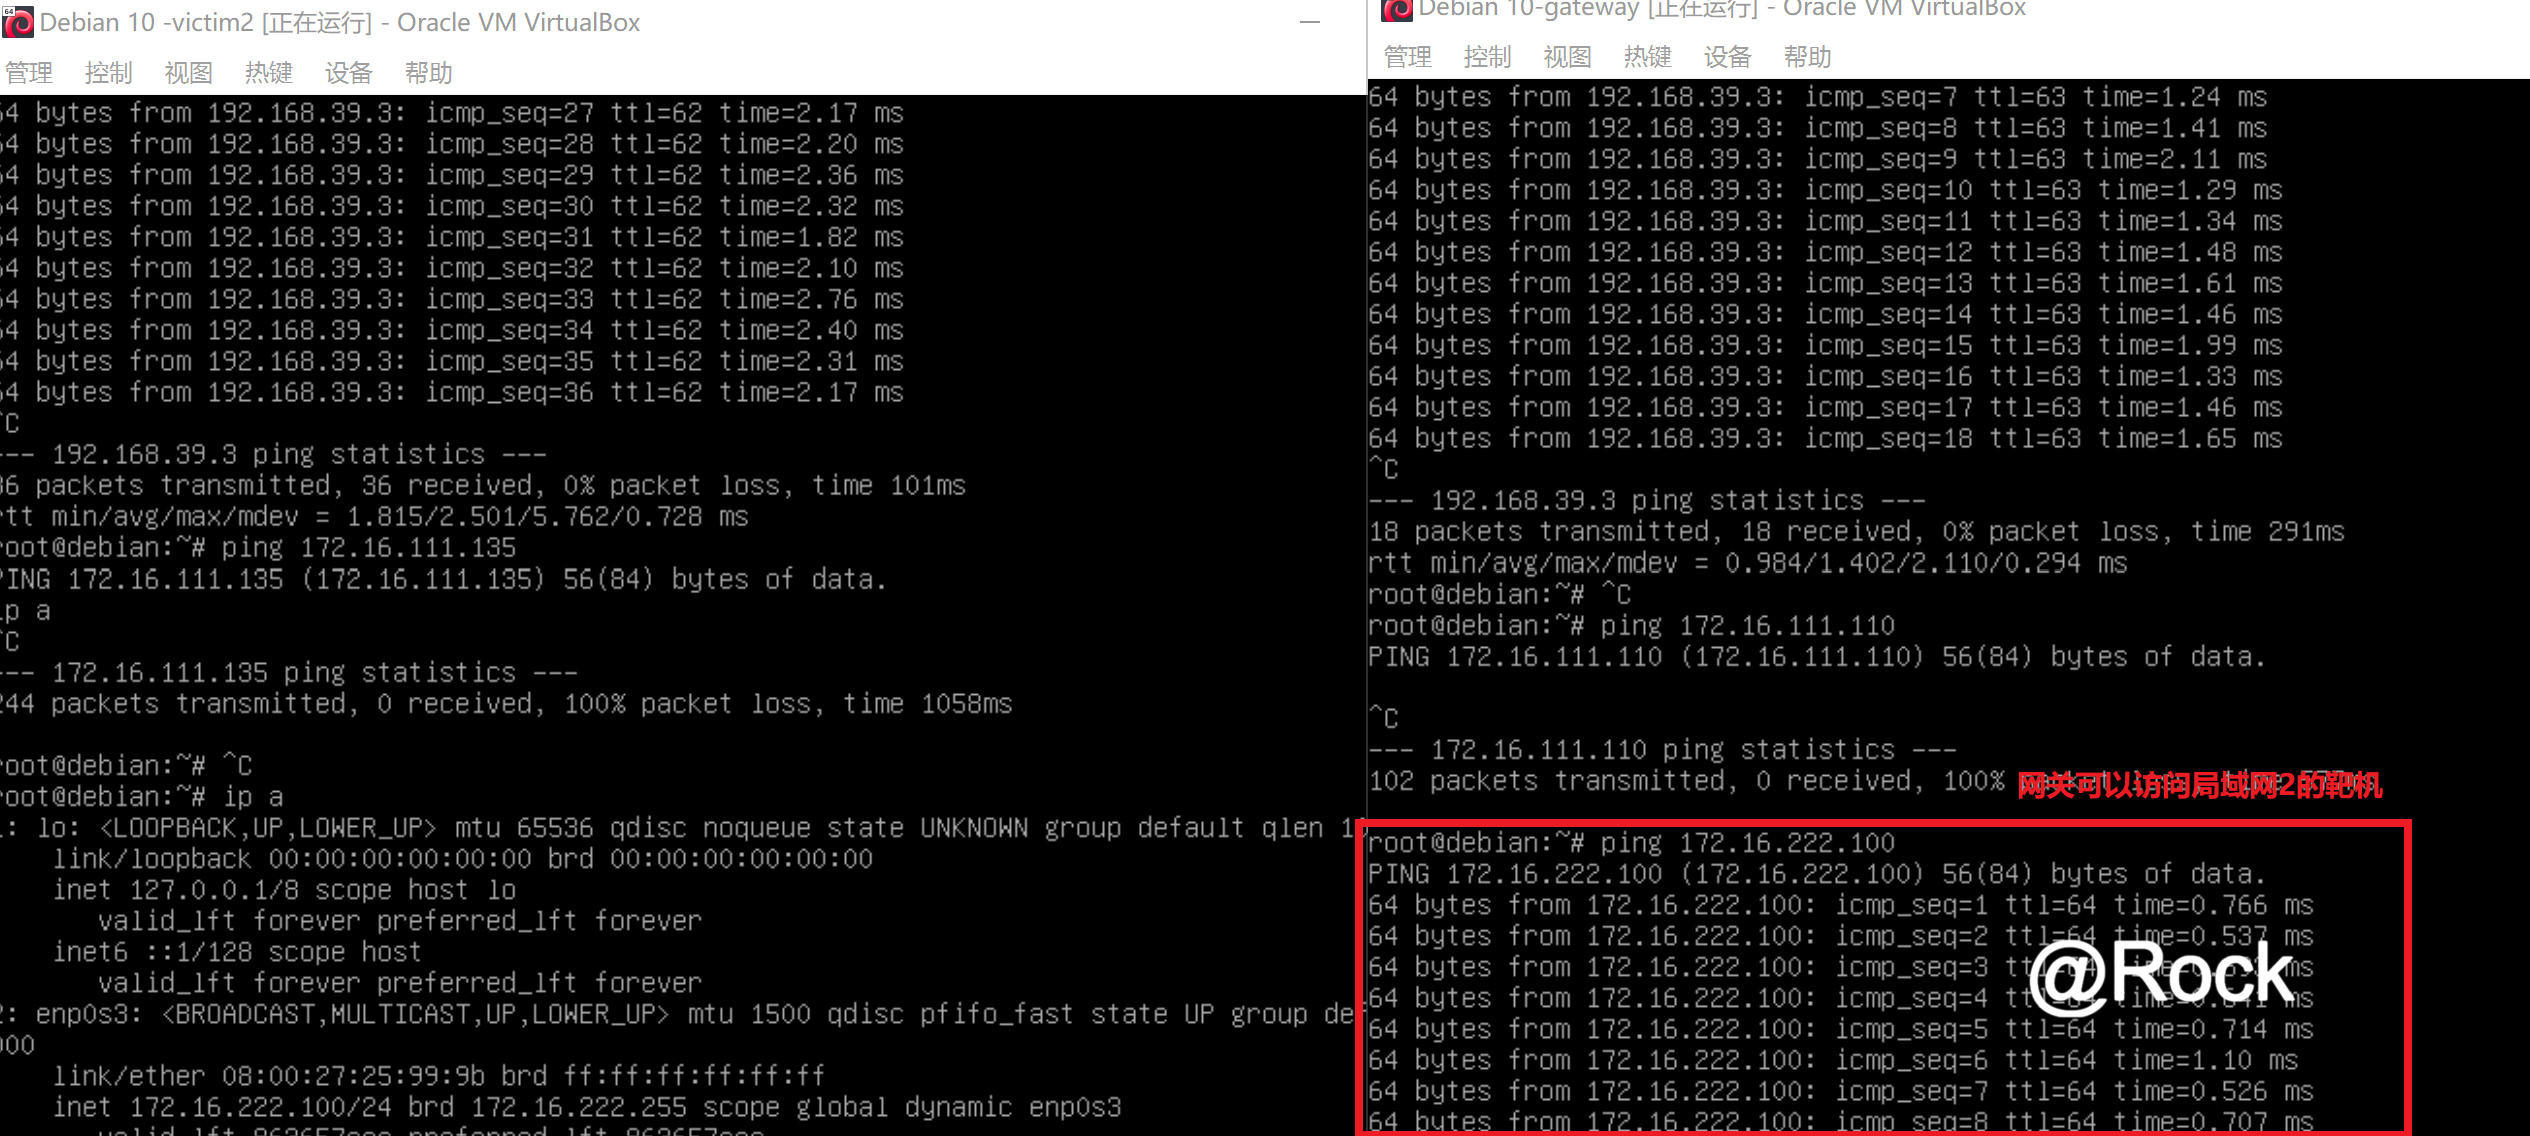 64
Debian 10 -victim2 [正在运行] - Oracle VM VirtualBox
管理 控制 视图 热键 设备 帮助
64 bytes from 192.168.39.3: icmp_seq=27 ttl=62 time=2.17 ms
64 bytes from 192.168.39.3: icmp_seq=28 ttl=62 time=2.20 ms
64 bytes from 192.168.39.3: icmp_seq=29 ttl=62 time=2.36 ms
64 bytes from 192.168.39.3: icmp_seq=30 ttl=62 time=2.32 ms
64 bytes from 192.168.39.3: icmp_seq=31 ttl=62 time=1.82 ms
64 bytes from 192.168.39.3: icmp_seq=32 ttl=62 time=2.10 ms
64 bytes from 192.168.39.3: icmp_seq=33 ttl=62 time=2.76 ms
64 bytes from 192.168.39.3: icmp_seq=34 ttl=62 time=2.40 ms
64 bytes from 192.168.39.3: icmp_seq=35 ttl=62 time=2.31 ms
64 bytes from 192.168.39.3: icmp_seq=36 ttl=62 time=2.17 ms
^C
--- 192.168.39.3 ping statistics ---
36 packets transmitted, 36 received, 0% packet loss, time 101ms
rtt min/avg/max/mdev = 1.815/2.501/5.762/0.728 ms
root@debian:~# ping 172.16.111.135
PING 172.16.111.135 (172.16.111.135) 56(84) bytes of data.
ip a
^C
--- 172.16.111.135 ping statistics ---
244 packets transmitted, 0 received, 100% packet loss, time 1058ms
root@debian:~# ^C
root@debian:~# ip a
1: lo: <LOOPBACK,UP,LOWER_UP> mtu 65536 qdisc noqueue state UNKNOWN group default qlen 1
link/loopback 00:00:00:00:00:00 brd 00:00:00:00:00:00
inet 127.0.0.1/8 scope host lo
valid_lft forever preferred_lft forever
inet6 ::1/128 scope host
valid_lft forever preferred_lft forever
2: enp0s3: <BROADCAST,MULTICAST,UP,LOWER_UP> mtu 1500 qdisc pfifo_fast state UP group de
000
link/ether 08:00:27:25:99:9b brd ff:ff:ff:ff:ff:ff
inet 172.16.222.100/24 brd 172.16.222.255 scope global dynamic enp0s3
Debian 10-gateway [正在运行] - Oracle VM VirtualBox
管理 控制 视图 热键 设备 帮助
64 bytes from 192.168.39.3: icmp_seq=7 ttl=63 time=1.24 ms
64 bytes from 192.168.39.3: icmp_seq=8 ttl=63 time=1.41 ms
64 bytes from 192.168.39.3: icmp_seq=9 ttl=63 time=2.11 ms
64 bytes from 192.168.39.3: icmp_seq=10 ttl=63 time=1.29 ms
64 bytes from 192.168.39.3: icmp_seq=11 ttl=63 time=1.34 ms
64 bytes from 192.168.39.3: icmp_seq=12 ttl=63 time=1.48 ms
64 bytes from 192.168.39.3: icmp_seq=13 ttl=63 time=1.61 ms
64 bytes from 192.168.39.3: icmp_seq=14 ttl=63 time=1.46 ms
64 bytes from 192.168.39.3: icmp_seq=15 ttl=63 time=1.99 ms
64 bytes from 192.168.39.3: icmp_seq=16 ttl=63 time=1.33 ms
64 bytes from 192.168.39.3: icmp_seq=17 ttl=63 time=1.46 ms
64 bytes from 192.168.39.3: icmp_seq=18 ttl=63 time=1.65 ms
^C
--- 192.168.39.3 ping statistics ---
18 packets transmitted, 18 received, 0% packet loss, time 291ms
rtt min/avg/max/mdev = 0.984/1.402/2.110/0.294 ms
root@debian:~# ^C
root@debian:~# ping 172.16.111.110
PING 172.16.111.110 (172.16.111.110) 56(84) bytes of data.
^C
--- 172.16.111.110 ping statistics ---
102 packets transmitted, 0 received, 100%
网关可以访问局域网2的靶机
root@debian:~# ping 172.16.222.100
PING 172.16.222.100 (172.16.222.100) 56(84) bytes of data.
64 bytes from 172.16.222.100: icmp_seq=1 ttl=64 time=0.766 ms
64 bytes from 172.16.222.100: icmp_seq=2 ttl=64 time=0.537 ms
64 bytes from 172.16.222.100: icmp_seq=3 ms
64 bytes from 172.16.222.100: icmp_seq=4 ms
@Rock
64 bytes from 172.16.222.100: icmp_seq=5 ttl=64 time=0.714 ms
64 bytes from 172.16.222.100: icmp_seq=6 ttl=64 time=1.10 ms
64 bytes from 172.16.222.100: icmp_seq=7 ttl=64 time=0.526 ms
64 bytes from 172.16.222.100: icmp_seq=8 ttl=64 time=0.707 ms